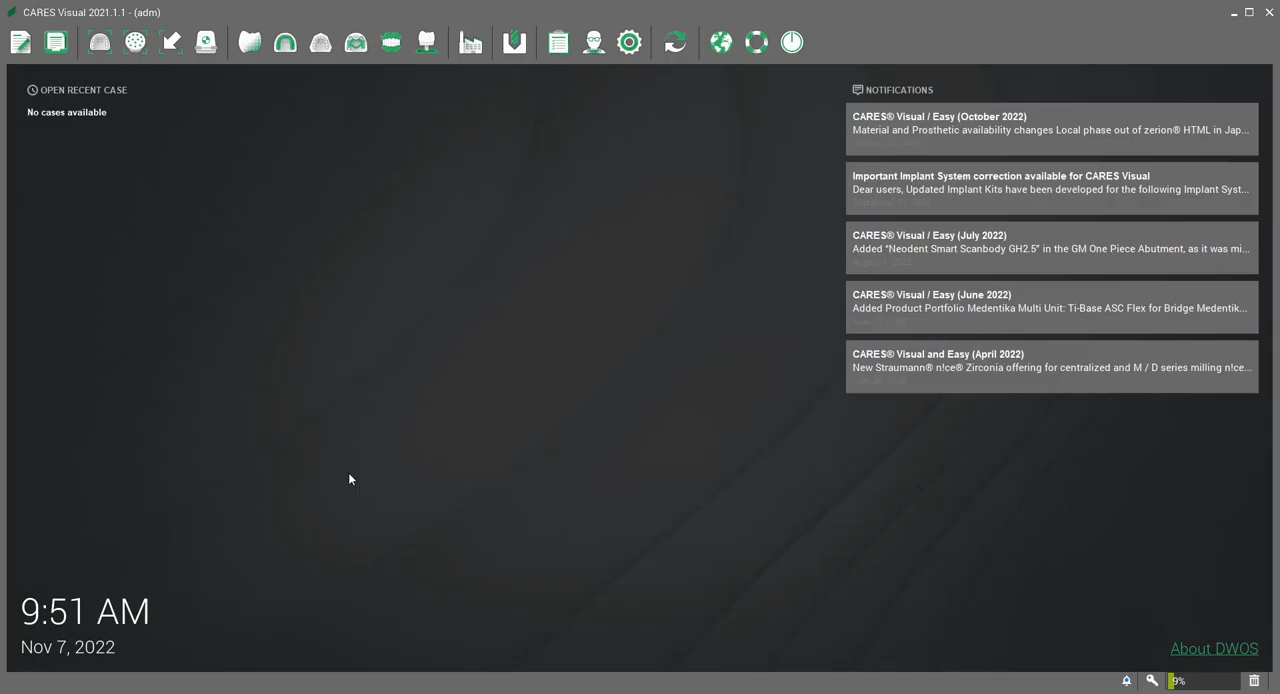 CARES Visual 2021.1.1 - (adm)
OPEN RECENT CASE
No cases available
NOTIFICATIONS
CARES® Visual / Easy (October 2022)
Material and Prosthetic availability changes Local phase out of zerion® HTML in Jap...
Important Implant System correction available for CARES Visual
Dear users, Updated Implant Kits have been developed for the following Implant Syst...
CARES® Visual / Easy (July 2022)
Added “Neodent Smart Scanbody GH2.5” in the GM One Piece Abutment, as it was mi...
CARES® Visual / Easy (June 2022)
Added Product Portfolio Medentika Multi Unit: Ti-Base ASC Flex for Bridge Medentik...
CARES® Visual and Easy (April 2022)
New Straumann® n!ce® Zirconia offering for centralized and M / D series milling n!ce...
9:51 AM
Nov 7, 2022
About DWOS
9%